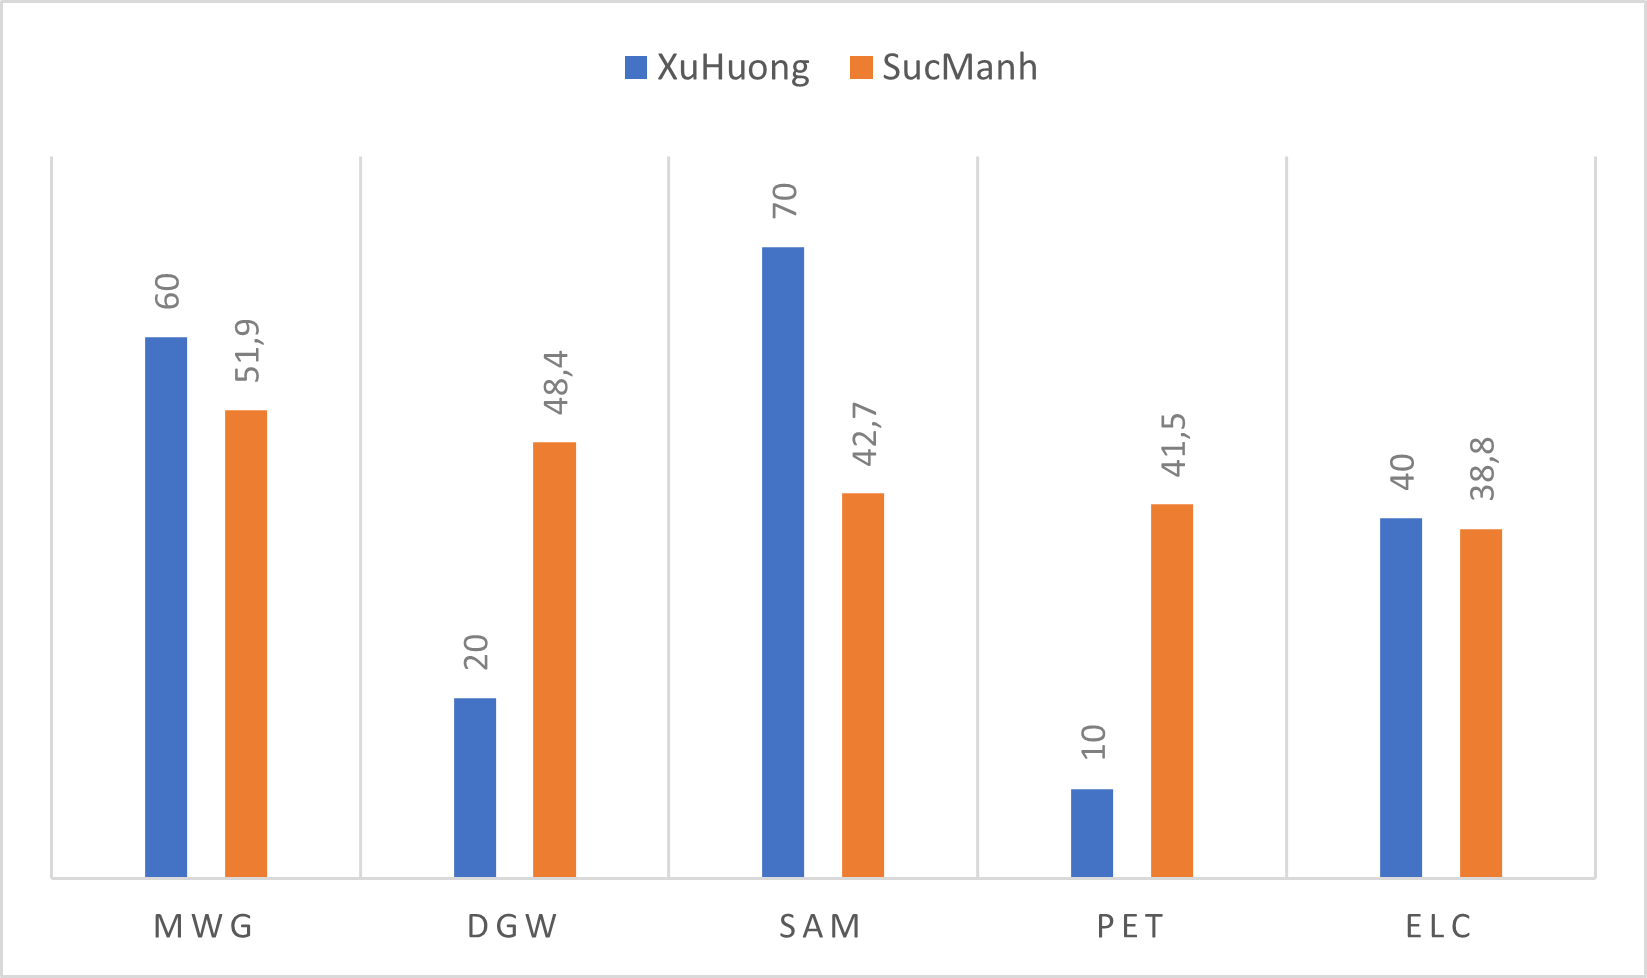 XuHuong SucManh
60 51,9 20 48,4 70 42,7 10 41,5 40 38,8
MWG DGW SAM PET ELC